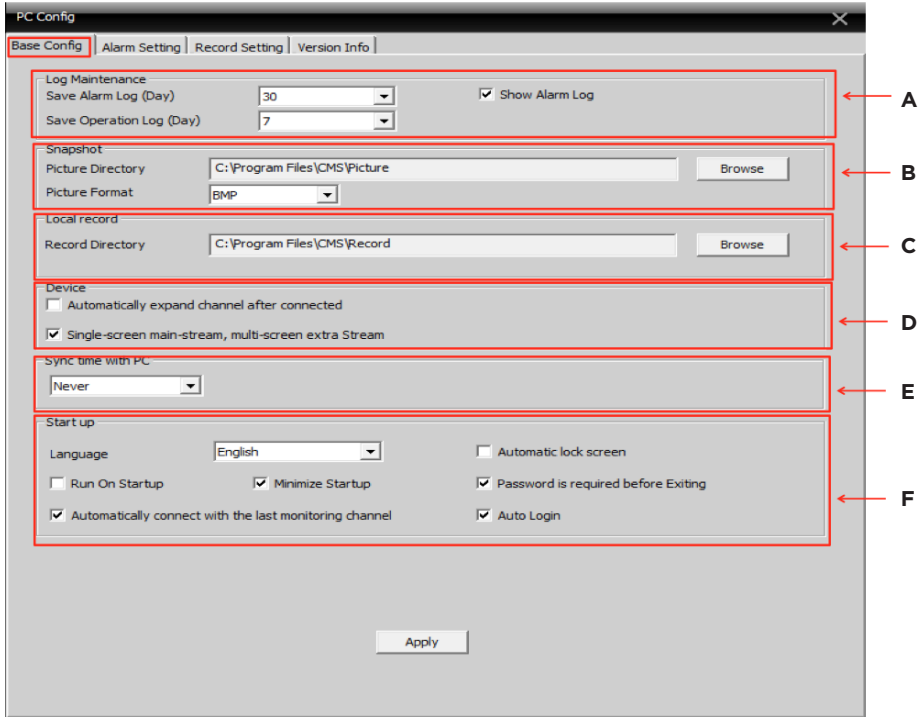 PC Config
Base Config Alarm Setting Record Setting Version Info
Log Maintenance
Save Alarm Log (Day) 30 Show Alarm Log
A
Save Operation Log (Day) 7
Snapshot
Picture Directory C:\Program Files\CMS\Picture Browse
B
Picture Format BMP
Local record
Record Directory C:\Program Files\CMS\Record Browse
C
Device
Automatically expand channel after connected
D
Single-screen main-stream, multi-screen extra Stream
Sync time with PC
Never
E
Start up
Language English Automatic lock screen
Run On Startup Minimize Startup Password is required before Exiting
F
Automatically connect with the last monitoring channel Auto Login
Apply